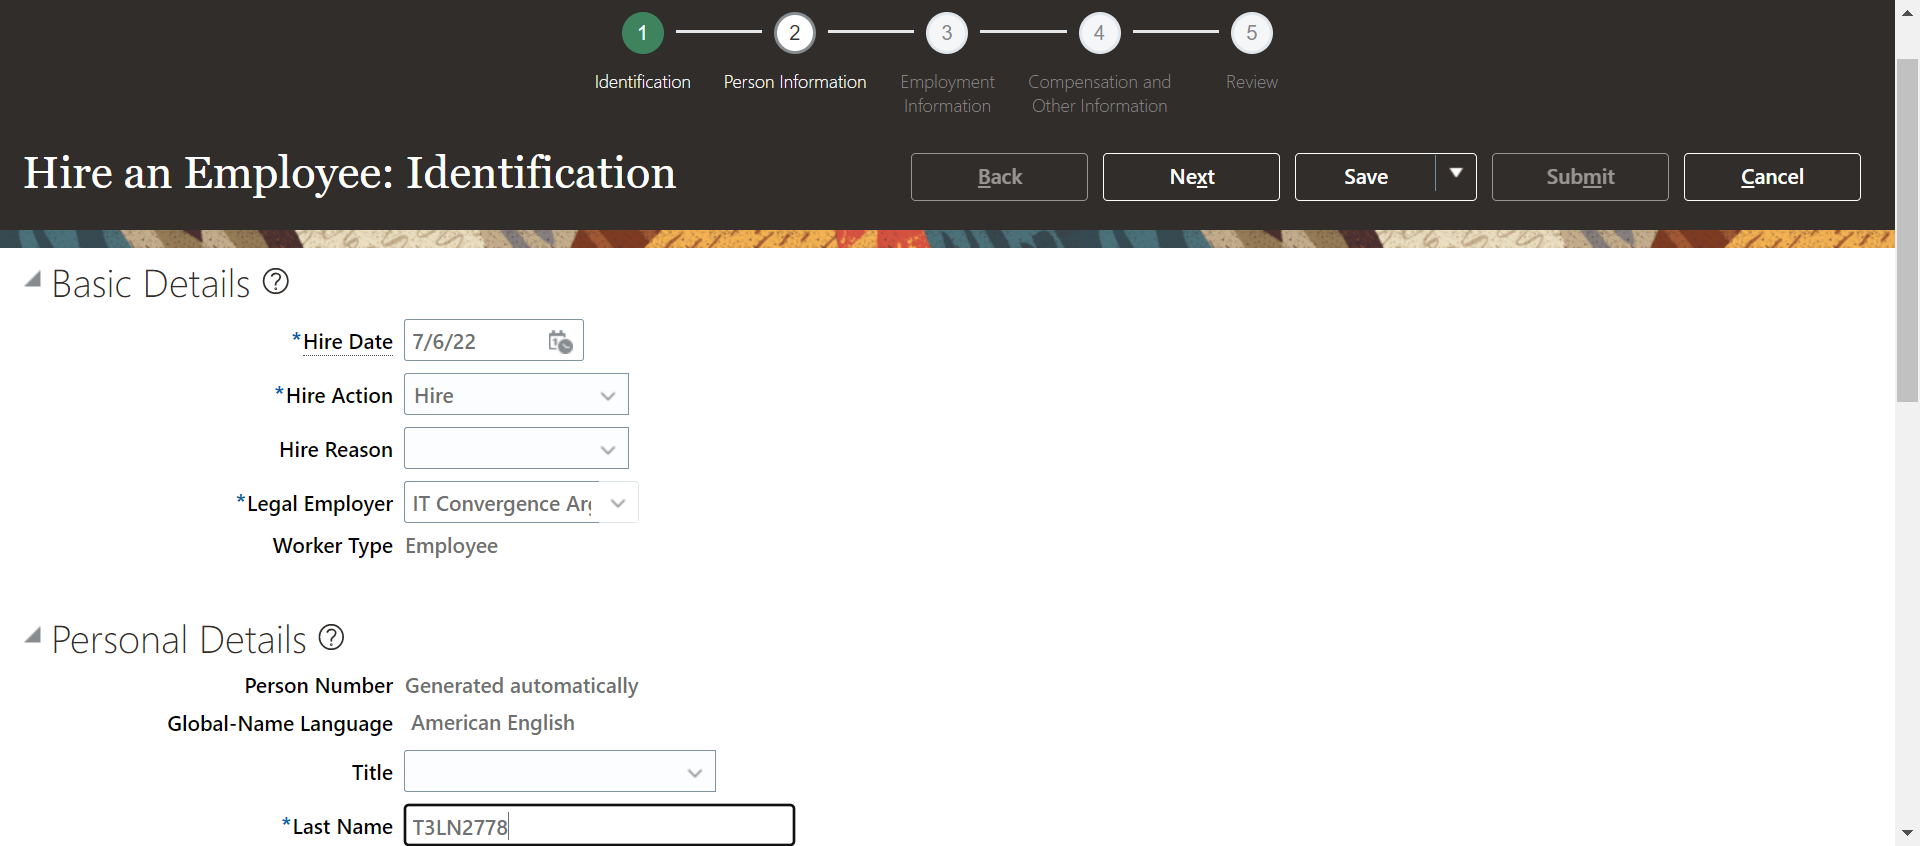 1 2 3 4 5
Identification Person Information Employment Information Compensation and Other Information Review
Hire an Employee: Identification
Back Next Save Submit Cancel
Basic Details ?
*Hire Date 7/6/22
*Hire Action Hire
Hire Reason
*Legal Employer IT Convergence Arg
Worker Type Employee
Personal Details ?
Person Number Generated automatically
Global-Name Language American English
Title
*Last Name T3LN2778